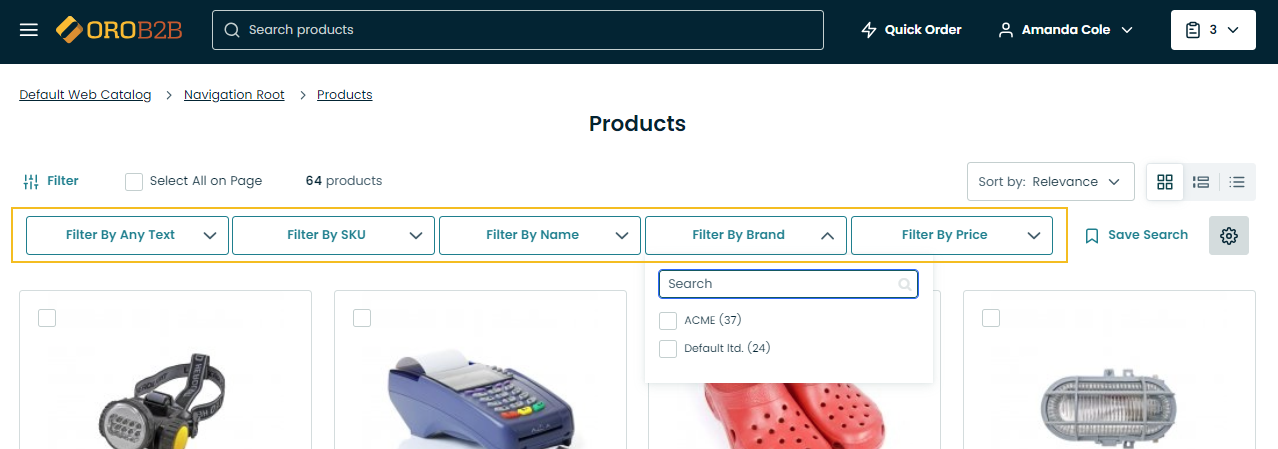 OROB2B
Search products
Quick Order
Amanda Cole
3
Default Web Catalog > Navigation Root > Products
Products
Filter
Select All on Page
64 products
Sort by: Relevance
Filter By Any Text
Filter By SKU
Filter By Name
Filter By Brand
Filter By Price
Save Search
Search
ACME (37)
Default ltd. (24)